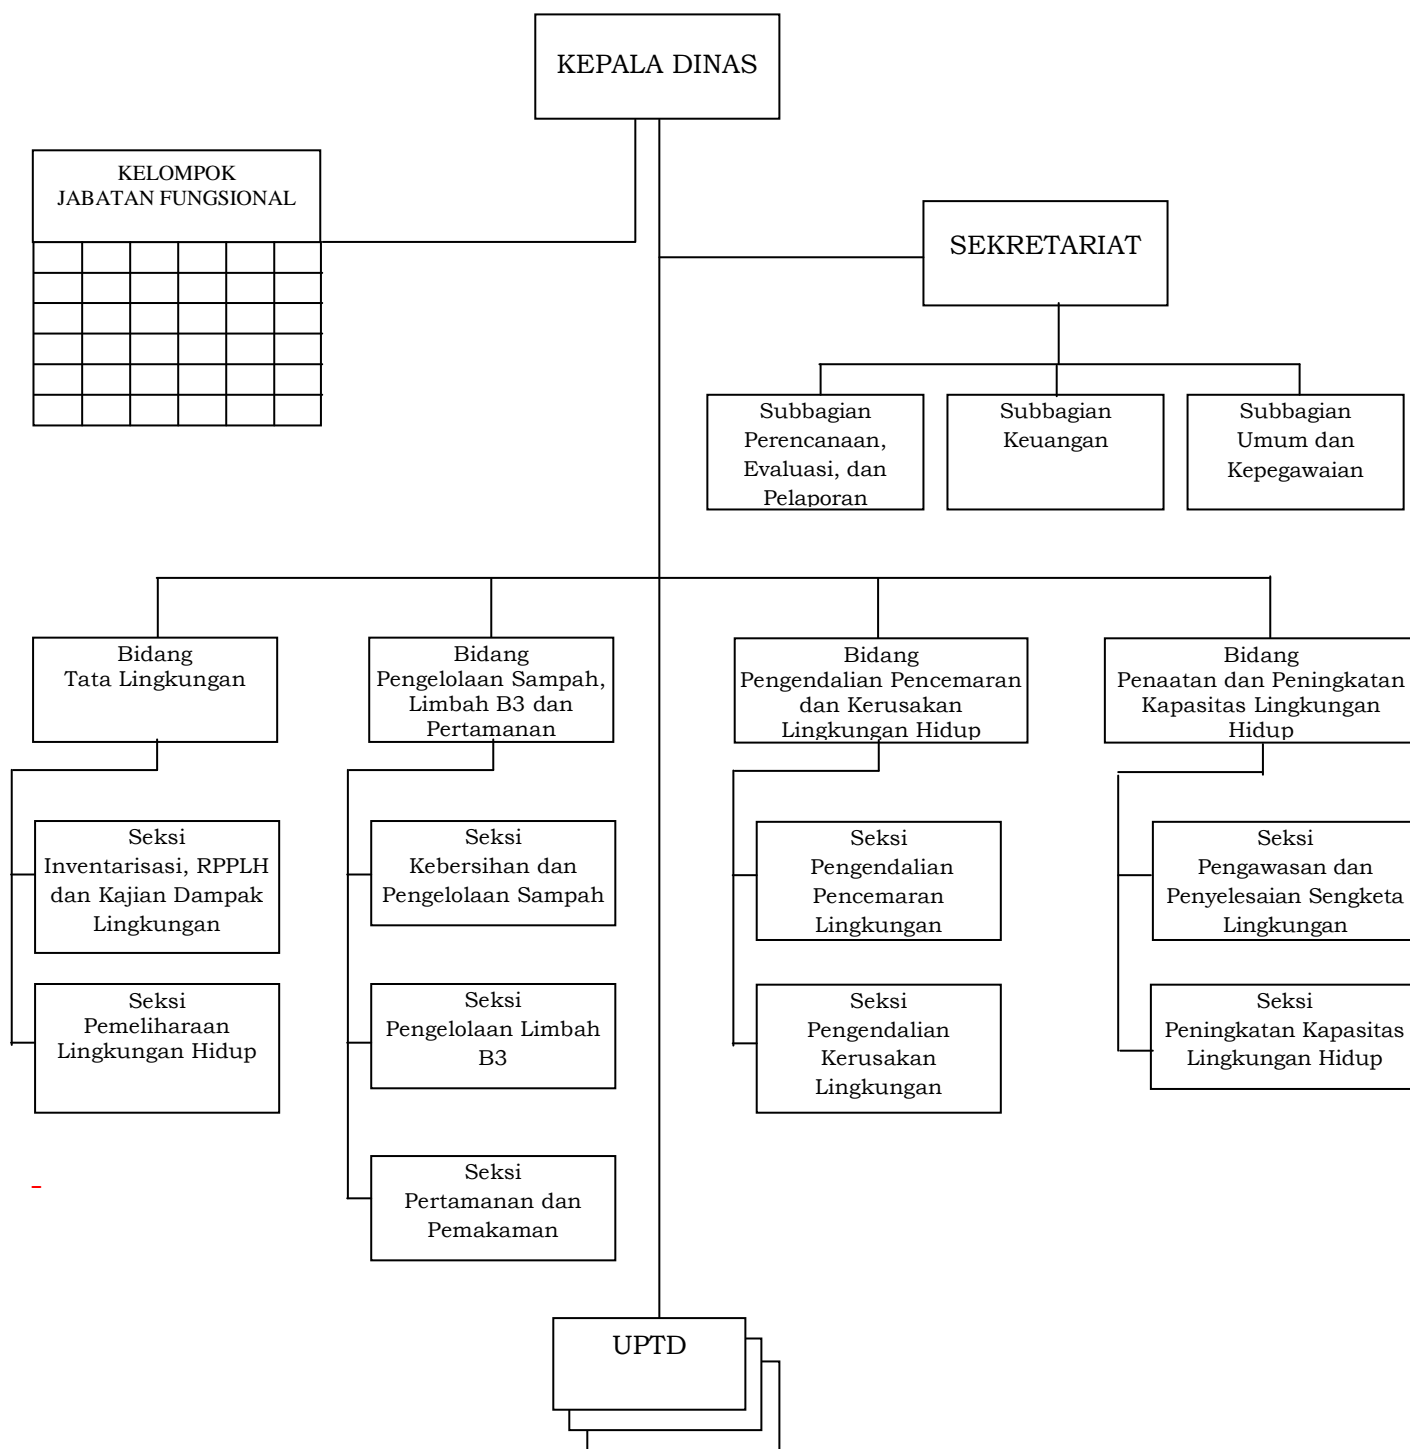 KEPALA DINAS
KELOMPOK
JABATAN FUNGSIONAL
SEKRETARIAT
Subbagian
Perencanaan,
Evaluasi, dan
Pelaporan
Subbagian
Keuangan
Subbagian
Umum dan
Kepegawaian
Bidang
Tata Lingkungan
Bidang
Pengelolaan Sampah,
Limbah B3 dan
Pertamanan
Bidang
Pengendalian Pencemaran
dan Kerusakan
Lingkungan Hidup
Bidang
Penaatan dan Peningkatan
Kapasitas Lingkungan
Hidup
Seksi
Inventarisasi, RPPLH
dan Kajian Dampak
Lingkungan
Seksi
Kebersihan dan
Pengelolaan Sampah
Seksi
Pengendalian
Pencemaran
Lingkungan
Seksi
Pengawasan dan
Penyelesaian Sengketa
Lingkungan
Seksi
Pemeliharaan
Lingkungan Hidup
Seksi
Pengelolaan Limbah
B3
Seksi
Pengendalian
Kerusakan
Lingkungan
Seksi
Peningkatan Kapasitas
Lingkungan Hidup
Seksi
Pertamanan dan
Pemakaman
UPTD